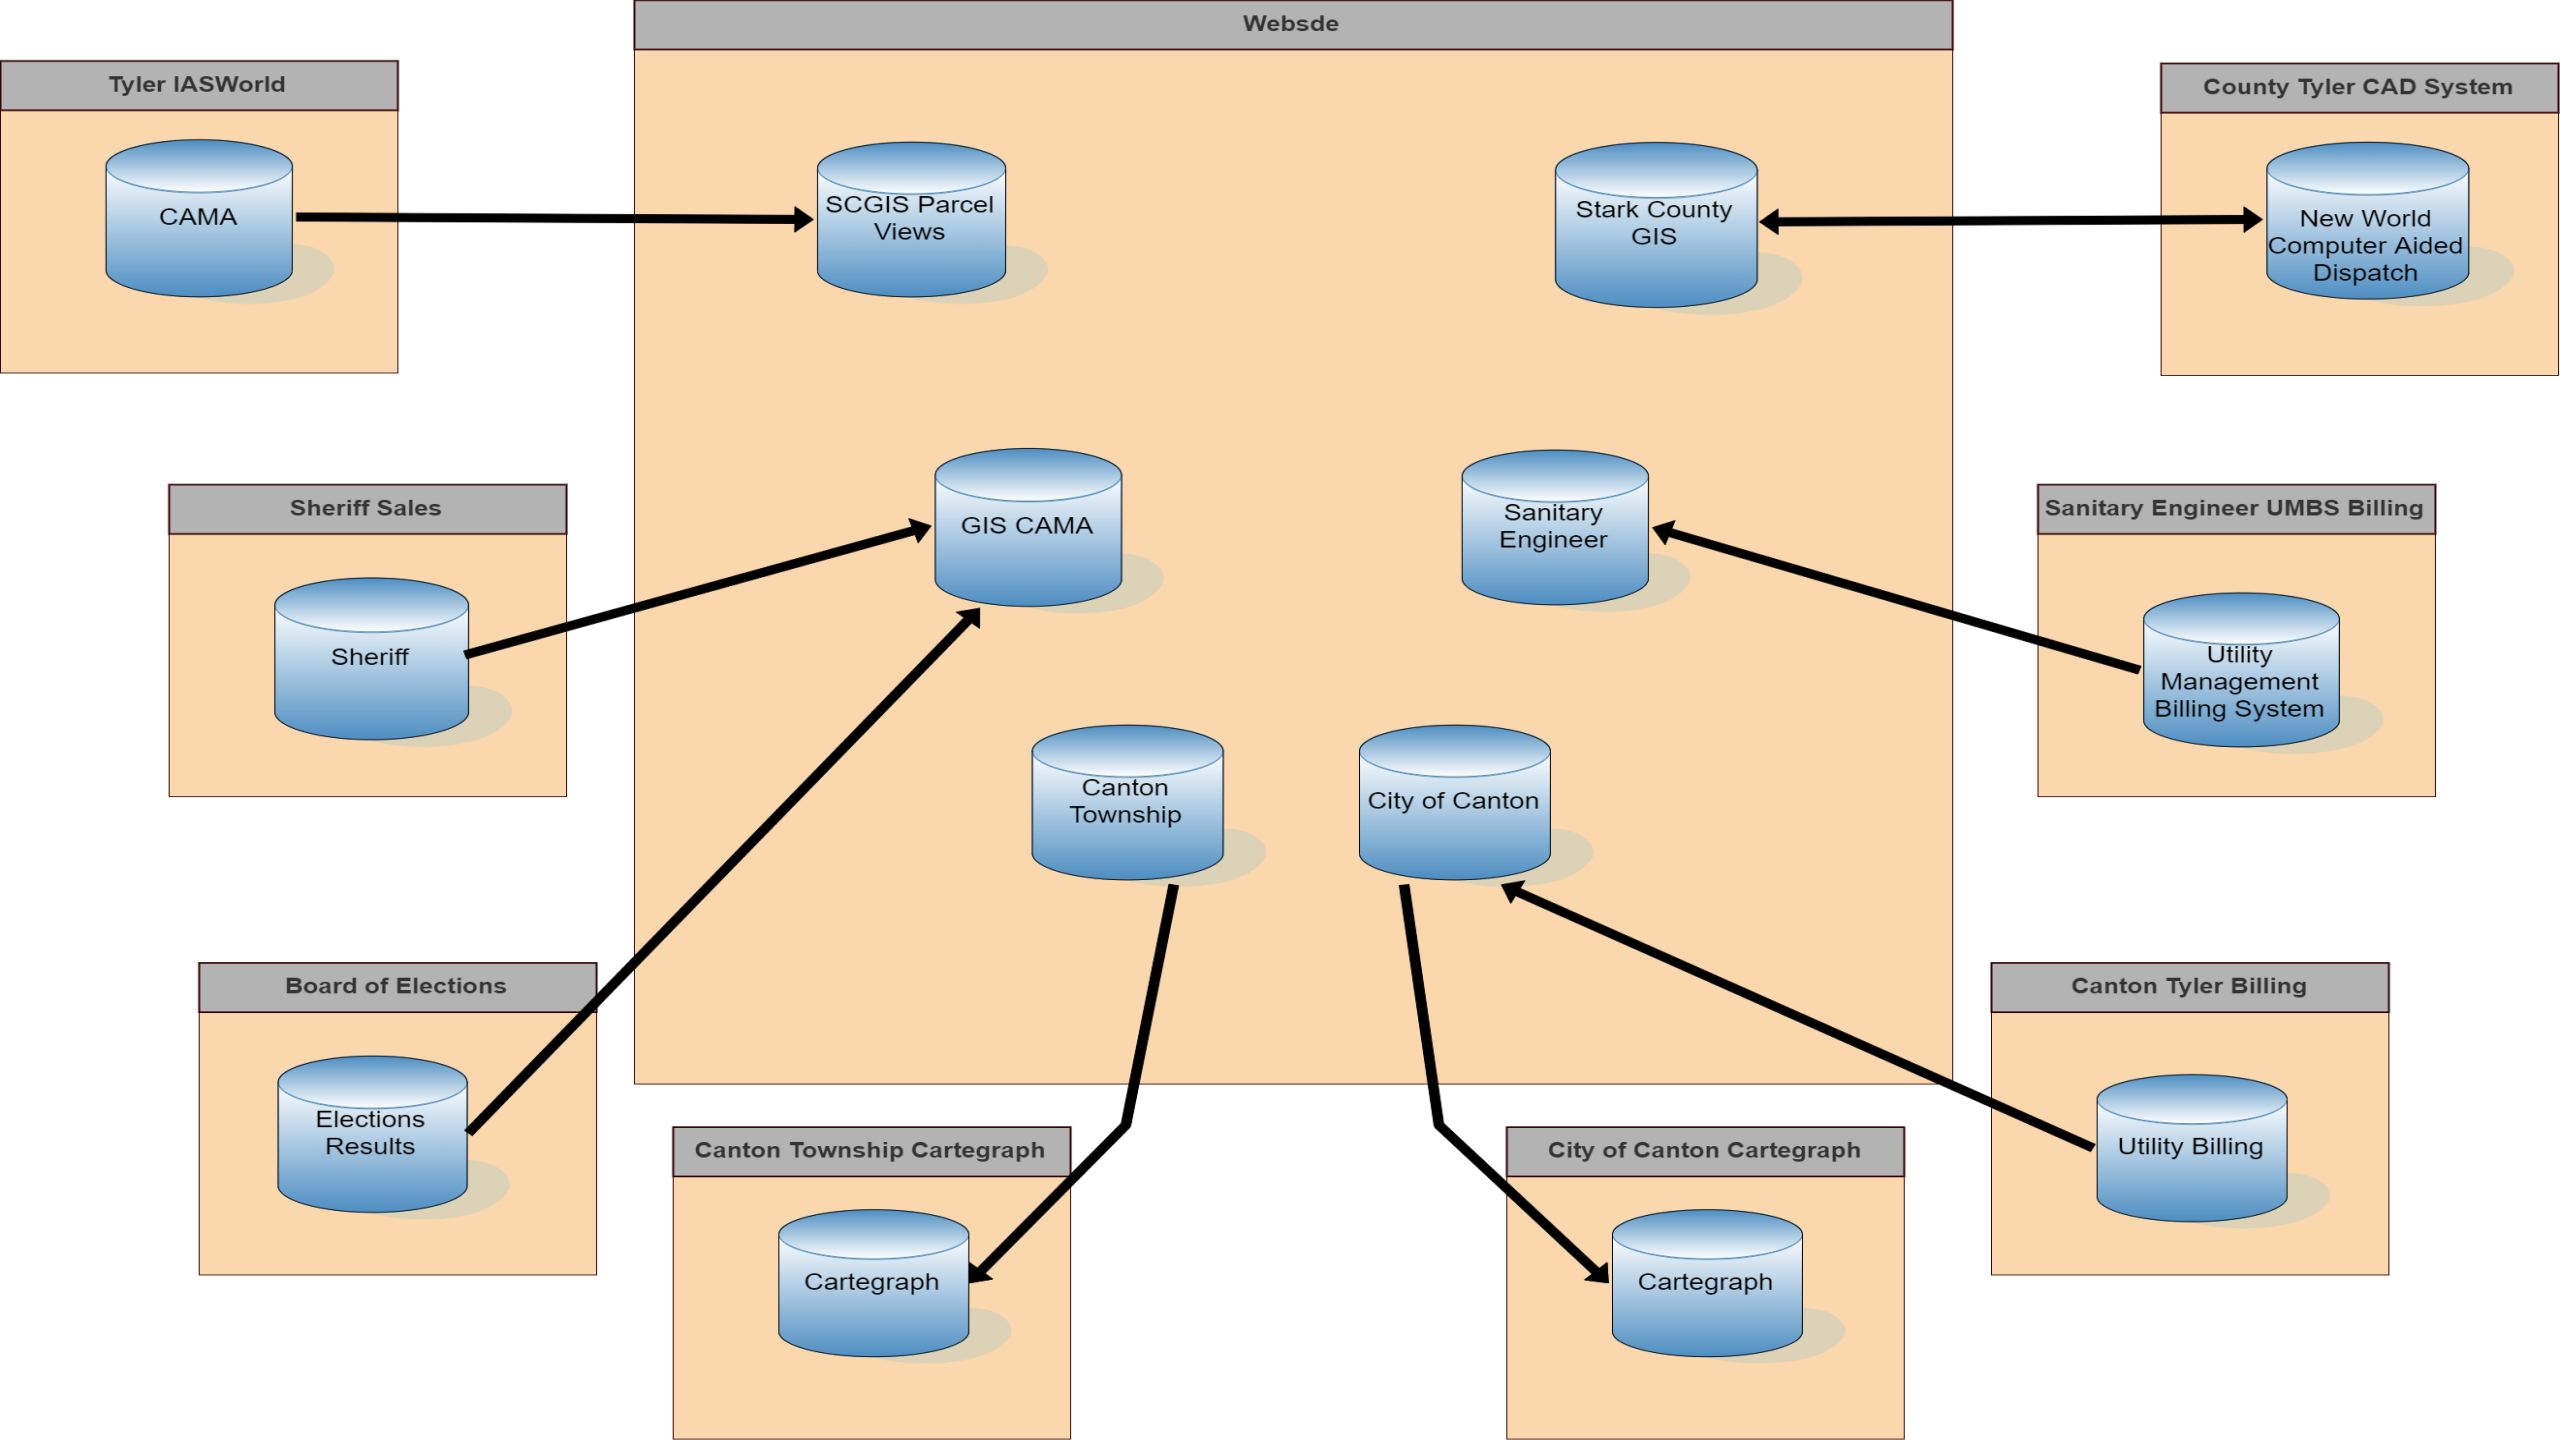 Websde
Tyler IASWorld
County Tyler CAD System
CAMA
SCGIS Parcel
Views
Stark County
GIS
New World
Computer Aided
Dispatch
Sheriff Sales
GIS CAMA
Sanitary
Engineer
Sanitary Engineer UMBS Billing
Sheriff
Utility
Management
Billing System
Canton
Township
City of Canton
Board of Elections
Canton Tyler Billing
Elections
Results
Canton Township Cartegraph
City of Canton Cartegraph
Utility Billing
Cartegraph
Cartegraph